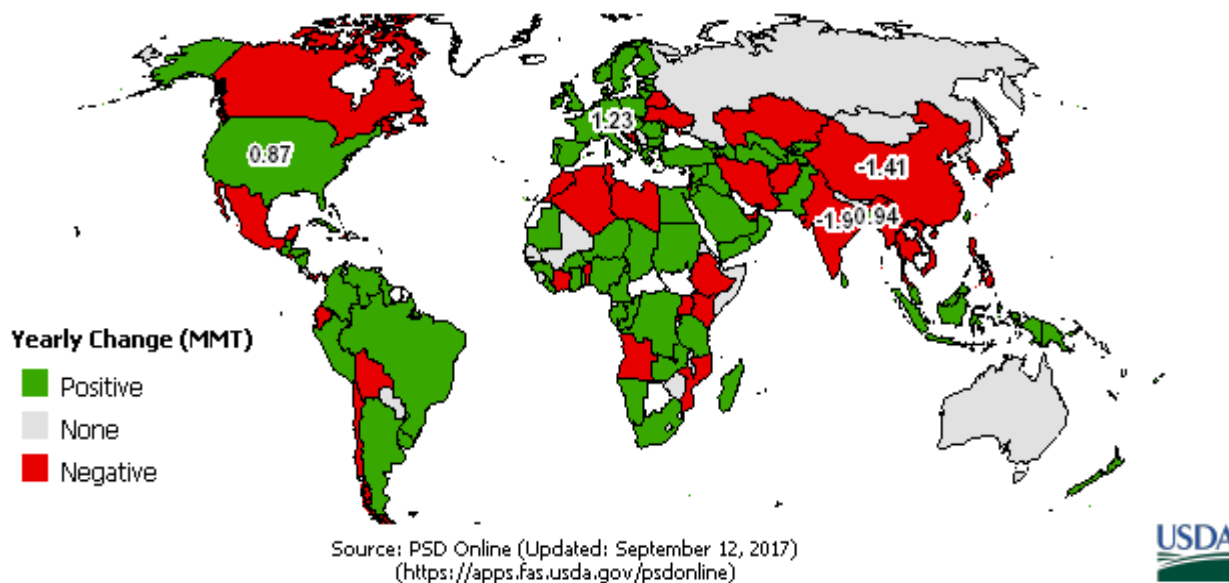 1.23
0.87
-1.41
-1.9
0.94
Yearly Change (MMT)
Positive
None
Negative
Source: PSD Online (Updated: September 12, 2017)
(https://apps.fas.usda.gov/psdonline)
USDA